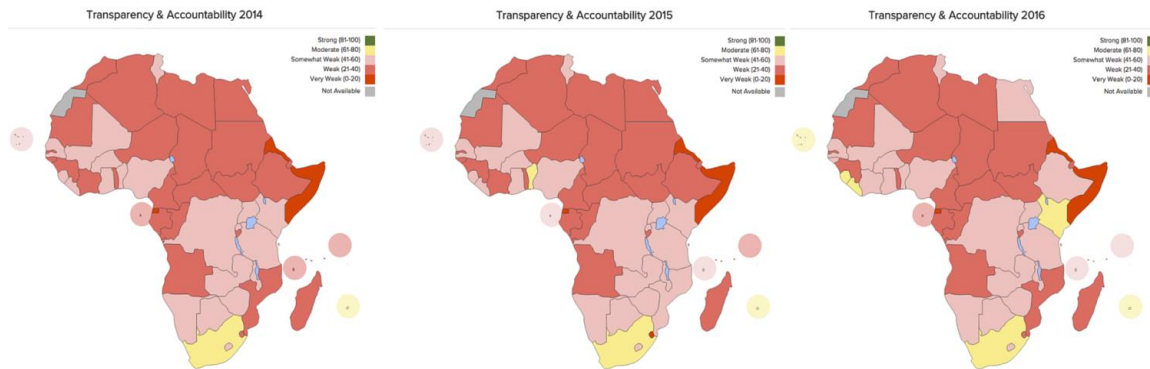 Transparency & Accountability 2014
Strong (81-100)
Moderate (61-80)
Somewhat Weak (41-60)
Weak (21-40)
Very Weak (0-20)
Not Available
Transparency & Accountability 2015
Strong (81-100)
Moderate (61-80)
Somewhat Weak (41-60)
Weak (21-40)
Very Weak (0-20)
Not Available
Transparency & Accountability 2016
Strong (81-100)
Moderate (61-80)
Somewhat Weak (41-60)
Weak (21-40)
Very Weak (0-20)
Not Available